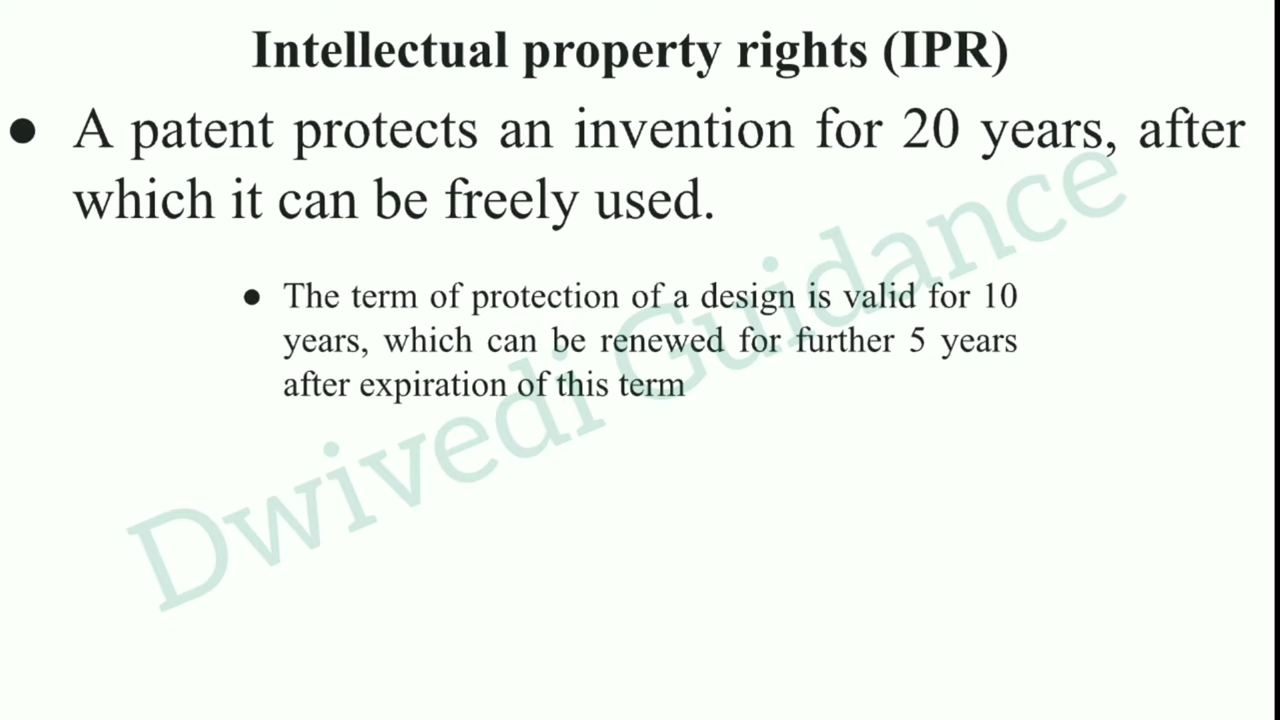 Intellectual property rights (IPR)
● A patent protects an invention for 20 years, after
which it can be freely used.
● The term of protection of a design is valid for 10
years, which can be renewed for further 5 years
after expiration of this term
Dwivedi Guidance